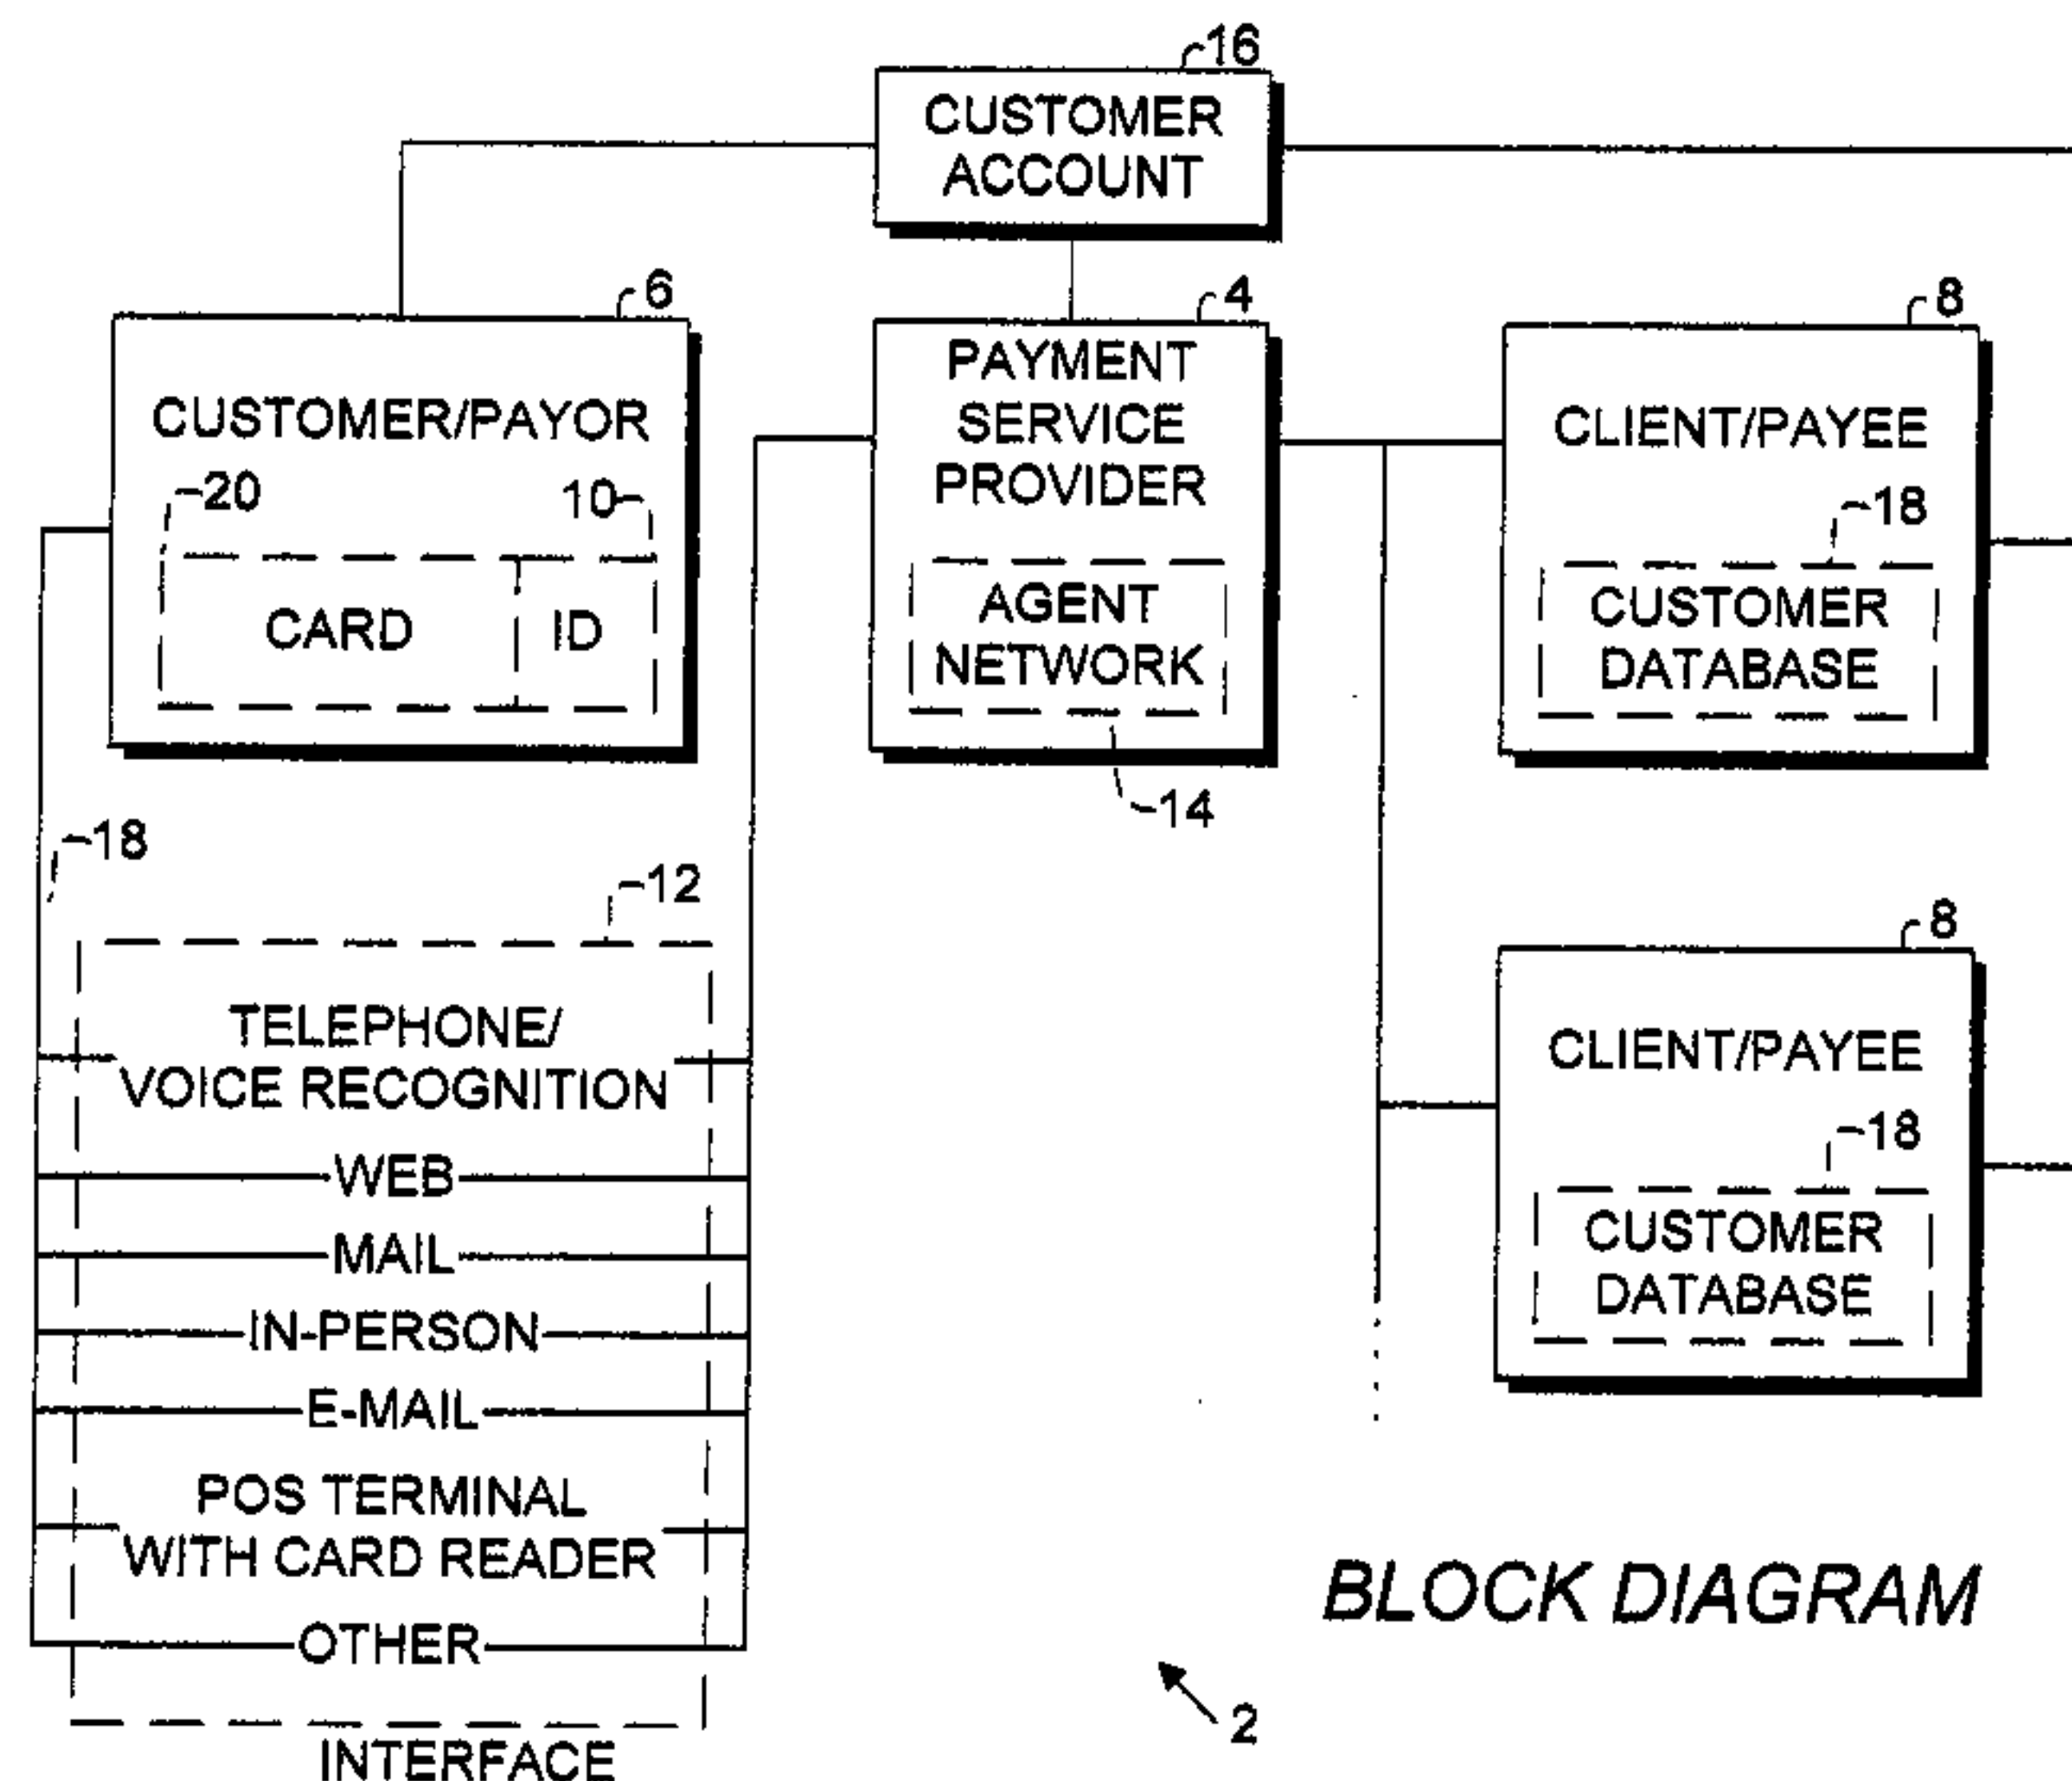 16
CUSTOMER
ACCOUNT
6
CUSTOMER/PAYOR
20
10
CARD
ID
4
PAYMENT
SERVICE
PROVIDER
AGENT
NETWORK
14
8
CLIENT/PAYEE
18
CUSTOMER
DATABASE
18
12
TELEPHONE/
VOICE RECOGNITION
WEB
MAIL
IN-PERSON
E-MAIL
POS TERMINAL
WITH CARD READER
OTHER
INTERFACE
8
CLIENT/PAYEE
18
CUSTOMER
DATABASE
BLOCK DIAGRAM
2